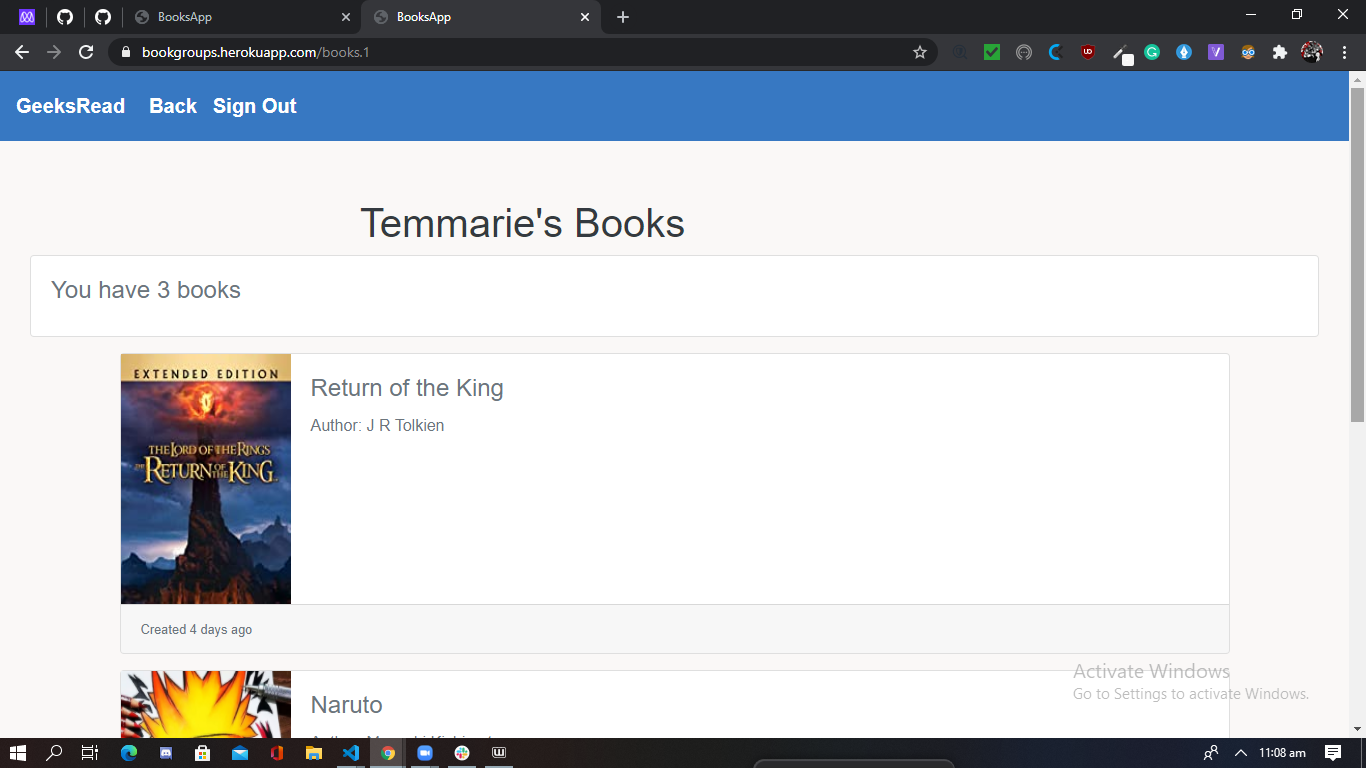 BooksApp
BooksApp
bookgroups.herokuapp.com/books.1
GeeksRead Back Sign Out
Temmarie's Books
You have 3 books
EXTENDED EDITION
THE LORD OF THE RINGS
THE RETURN OF THE KING
Return of the King
Author: J R Tolkien
Created 4 days ago
Naruto
Activate Windows
Go to Settings to activate Windows.
11:08 am